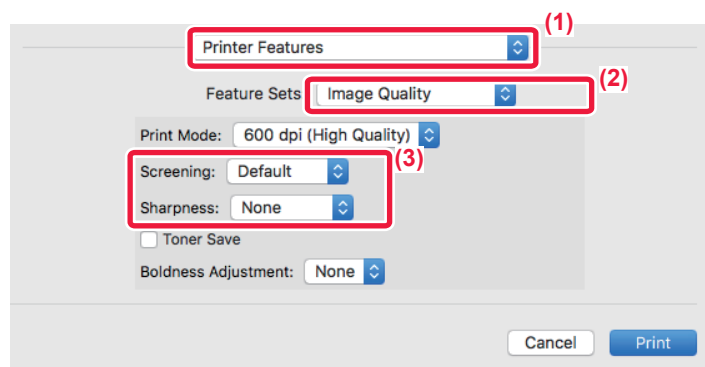 (1)
Printer Features
(2)
Feature Sets Image Quality
Print Mode: 600 dpi (High Quality)
(3)
Screening: Default
Sharpness: None
Toner Save
Boldness Adjustment: None
Cancel Print